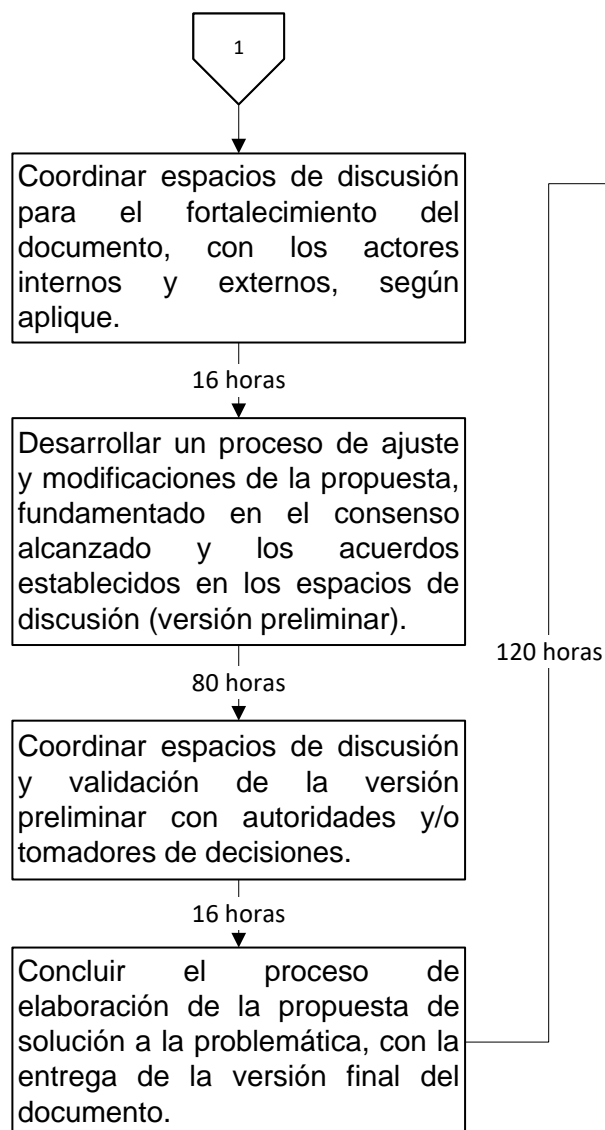 1
Coordinar espacios de discusión
para el fortalecimiento del
documento, con los actores
internos y externos, según
aplique.
16 horas
Desarrollar un proceso de ajuste
y modificaciones de la propuesta,
fundamentado en el consenso
alcanzado y los acuerdos
establecidos en los espacios de
discusión (versión preliminar).
80 horas
Coordinar espacios de discusión
y validación de la versión
preliminar con autoridades y/o
tomadores de decisiones.
16 horas
Concluir el proceso de
elaboración de la propuesta de
solución a la problemática, con la
entrega de la versión final del
documento.
120 horas